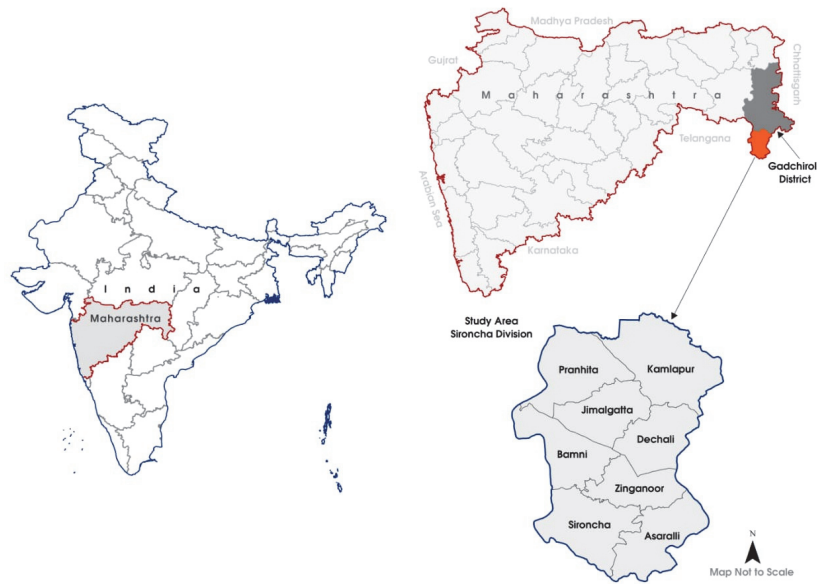 Madhya Pradesh
Gujrat
Chhattisgarh
Maharashtra
Telangana
Gadchirol
District
Arabian Sea
Karnataka
India
Maharashtra
Study Area
Sironcha Division
Pranhita
Kamlapur
Jimalgatta
Dechali
Bamni
Zinganoor
Sironcha
Asaralli
N
Map Not to Scale